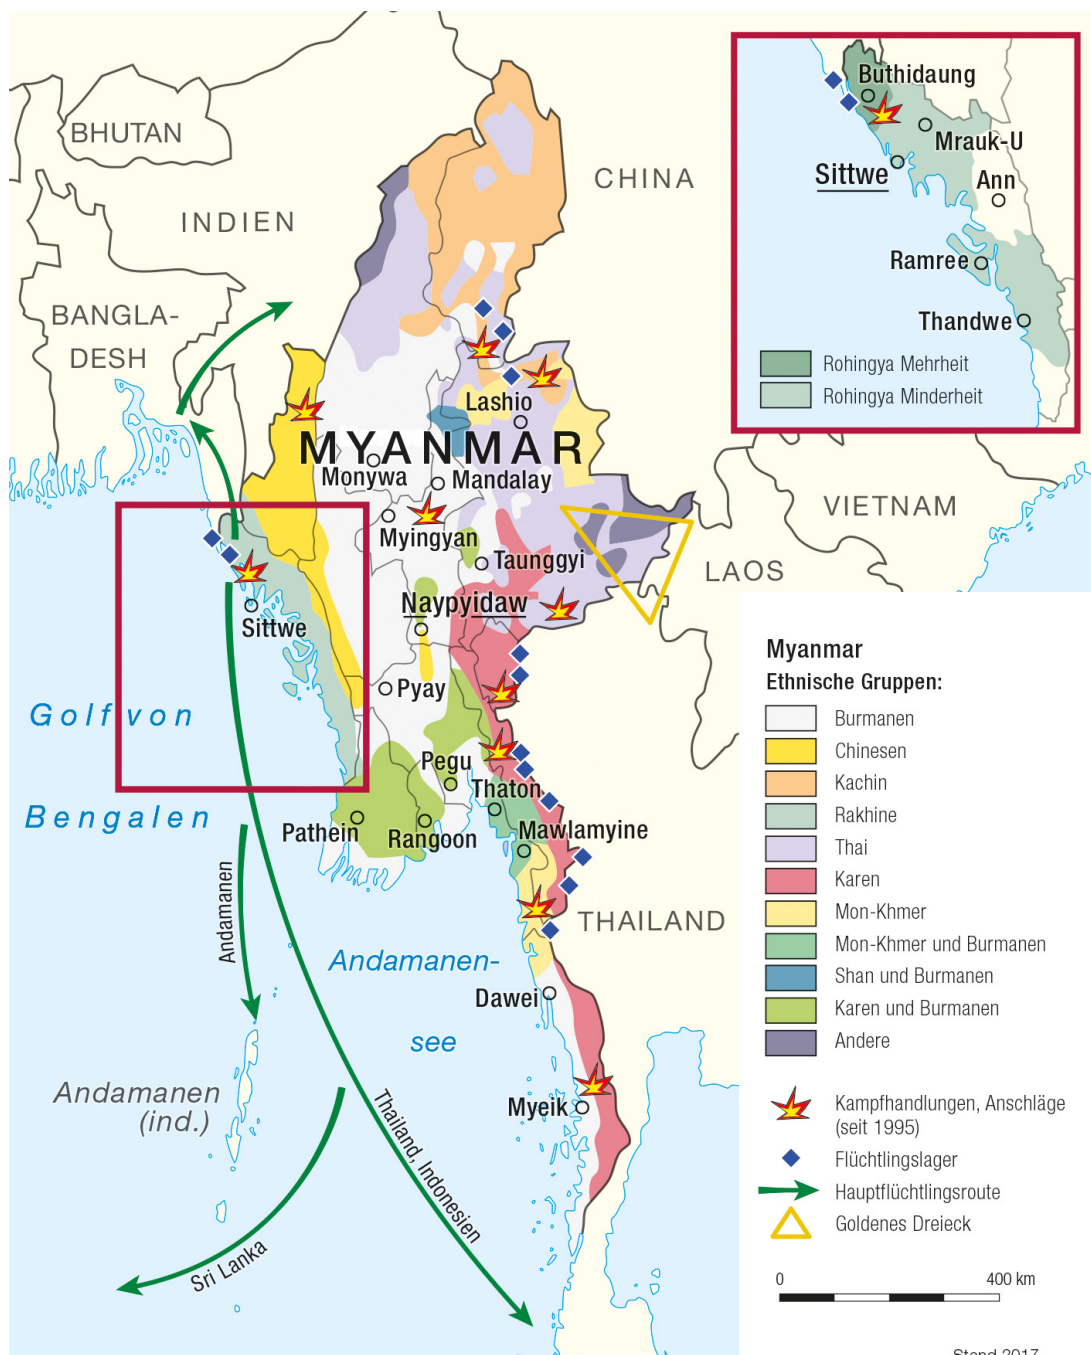 BHUTAN
CHINA
INDIEN
BANGLA-
DESH
MYANMAR
Lashio
Monywa
Mandalay
Myingyan
Taunggyi
Naypyidaw
Sittwe
Pyay
Pegu
Thaton
Pathein
Rangoon
Mawlamyine
Dawei
Myeik
LAOS
VIETNAM
THAILAND
Golf von
Bengalen
Andamanen-
see
Andamanen
(ind.)
Andamanen
Thailand, Indonesien
Sri Lanka
Buthidaung
Mrauk-U
Sittwe
Ann
Ramree
Thandwe
Rohingya Mehrheit
Rohingya Minderheit
Myanmar
Ethnische Gruppen:
Burmanen
Chinesen
Kachin
Rakhine
Thai
Karen
Mon-Khmer
Mon-Khmer und Burmanen
Shan und Burmanen
Karen und Burmanen
Andere
Kampfhandlungen, Anschläge
(seit 1995)
Flüchtlingslager
Hauptflüchtlingsroute
Goldenes Dreieck
0 400 km
Stand 2017